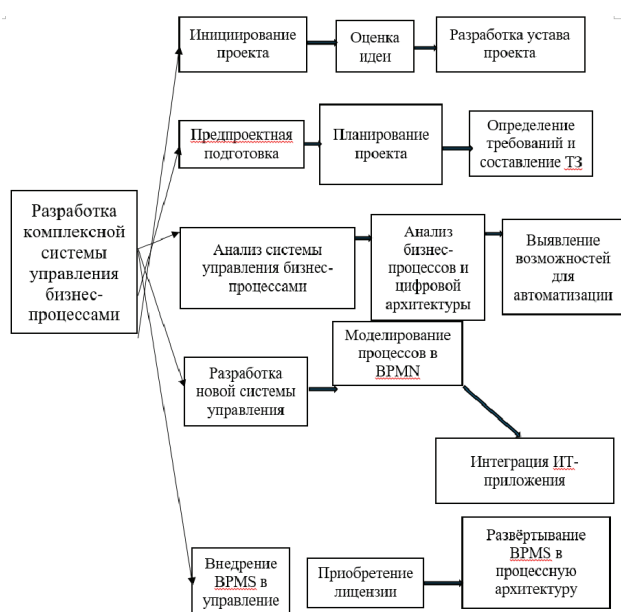 Инициирование
проекта
Оценка
идеи
Разработка устава
проекта
Предпроектная
подготовка
Планирование
проекта
Определение
требований и
составление ТЗ
Разработка
комплексной
системы
управления
бизнес-
процессами
Анализ системы
управления бизнес-
процессами
Анализ
бизнес-
процессов и
цифровой
архитектуры
Выявление
возможностей
для
автоматизации
Разработка
новой системы
управления
Моделирование
процессов в
BPMN
Интеграция ИТ-
приложения
Внедрение
BPMS в
управление
Приобретение
лицензии
Развёртывание
BPMS в
процессную
архитектуру